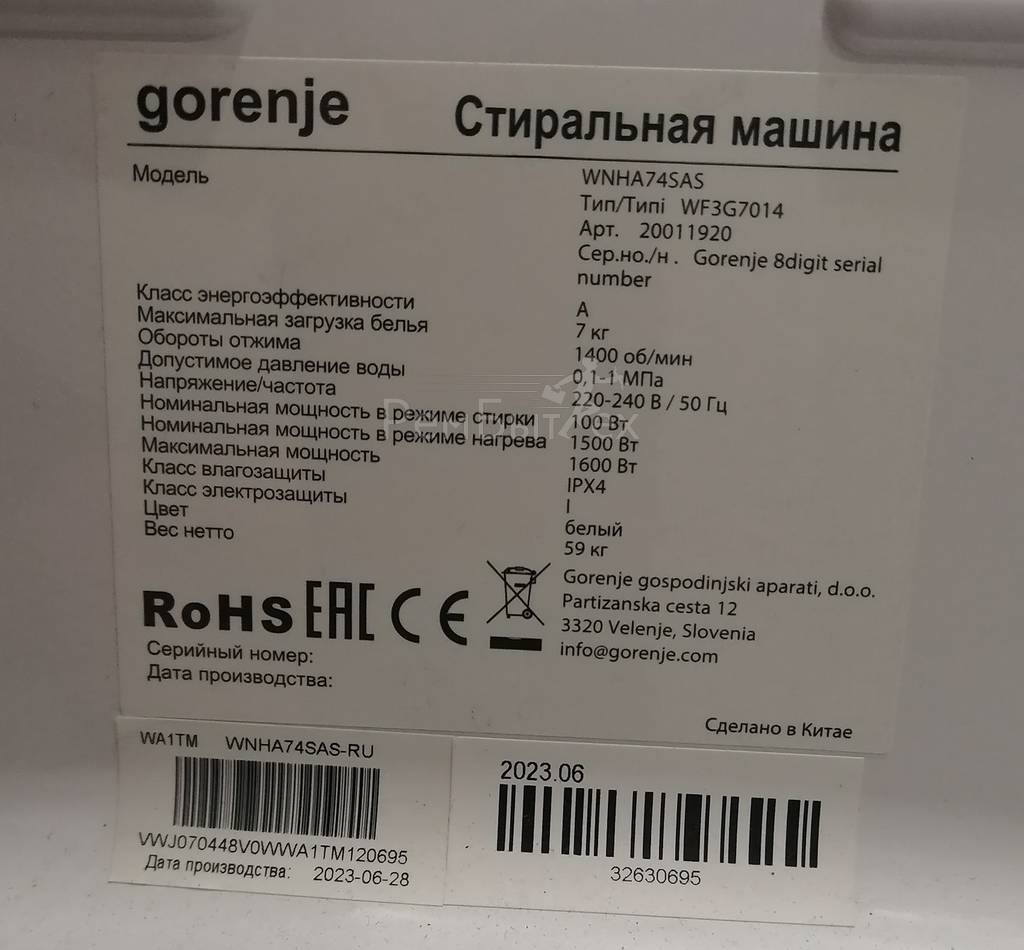 gorenje Стиральная машина
Модель WNHA74SAS
Тип/Типі WF3G7014
Арт. 20011920
Сер.но./н . Gorenje 8digit serial
number
Класс энергоэффективности A
Максимальная загрузка белья 7 кг
Обороты отжима 1400 об/мин
Допустимое давление воды 0,1-1 МПа
Напряжение/частота 220-240 В / 50 Гц
Номинальная мощность в режиме стирки 100 Вт
Номинальная мощность в режиме нагрева 1500 Вт
Максимальная мощность 1600 Вт
Класс влагозащиты IPX4
Класс электрозащиты I
Цвет белый
Вес нетто 59 кг
RoHS EAC CE
Gorenje gospodinjski aparati, d.o.o.
Partizanska cesta 12
3320 Velenje, Slovenia
info@gorenje.com
Серийный номер:
Дата производства:
Сделано в Китае
WA1TM WNHA74SAS-RU
VWJ070448V0WWA1TM120695
Дата производства: 2023-06-28
2023.06
32630695
РемБытТех